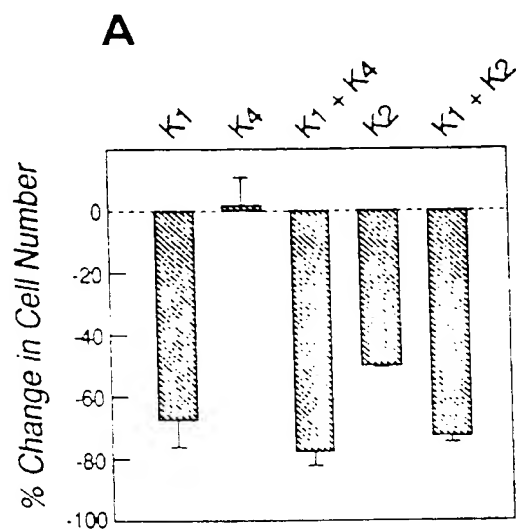 A
K1 K4 K1 + K4 K2 K1 + K2
% Change in Cell Number
0
-20
-40
-60
-80
-100